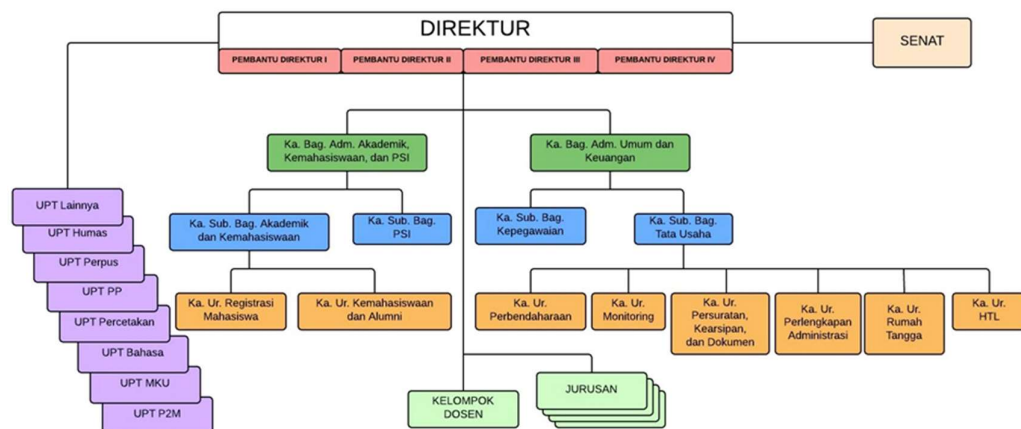 DIREKTUR
SENAT
PEMBANTU DIREKTUR I
PEMBANTU DIREKTUR II
PEMBANTU DIREKTUR III
PEMBANTU DIREKTUR IV
Ka. Bag. Adm. Akademik,
Kemahasiswaan, dan PSI
Ka. Bag. Adm. Umum dan
Keuangan
UPT Lainnya
UPT Humas
UPT Perpus
UPT PP
UPT Percetakan
UPT Bahasa
UPT MKU
UPT P2M
Ka. Sub. Bag. Akademik
dan Kemahasiswaan
Ka. Sub. Bag.
PSI
Ka. Sub. Bag.
Kepegawaian
Ka. Sub. Bag.
Tata Usaha
Ka. Ur. Registrasi
Mahasiswa
Ka. Ur. Kemahasiswaan
dan Alumni
Ka. Ur.
Perbendaharaan
Ka. Ur.
Monitoring
Ka. Ur.
Persuratan,
Kearsipan,
dan Dokumen
Ka. Ur.
Perlengkapan
Administrasi
Ka. Ur.
Rumah
Tangga
Ka. Ur.
HTL
KELOMPOK
DOSEN
JURUSAN